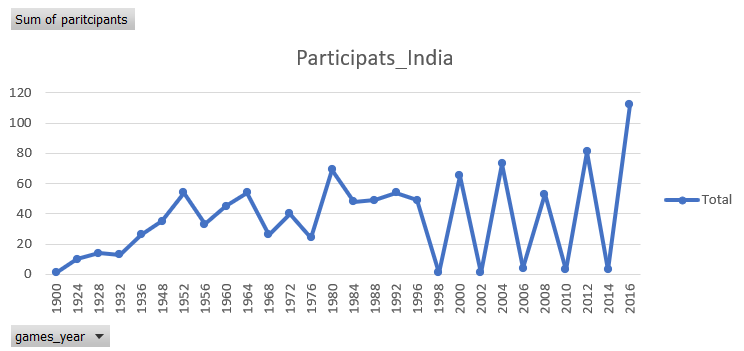 Sum of paritcipants
Participats_India
120
100
80
60
40
20
0
1900 1924 1928 1932 1936 1948 1952 1956 1960 1964 1968 1972 1976 1980 1984 1988 1992 1996 1998 2000 2002 2004 2006 2008 2010 2012 2014 2016
Total
games_year